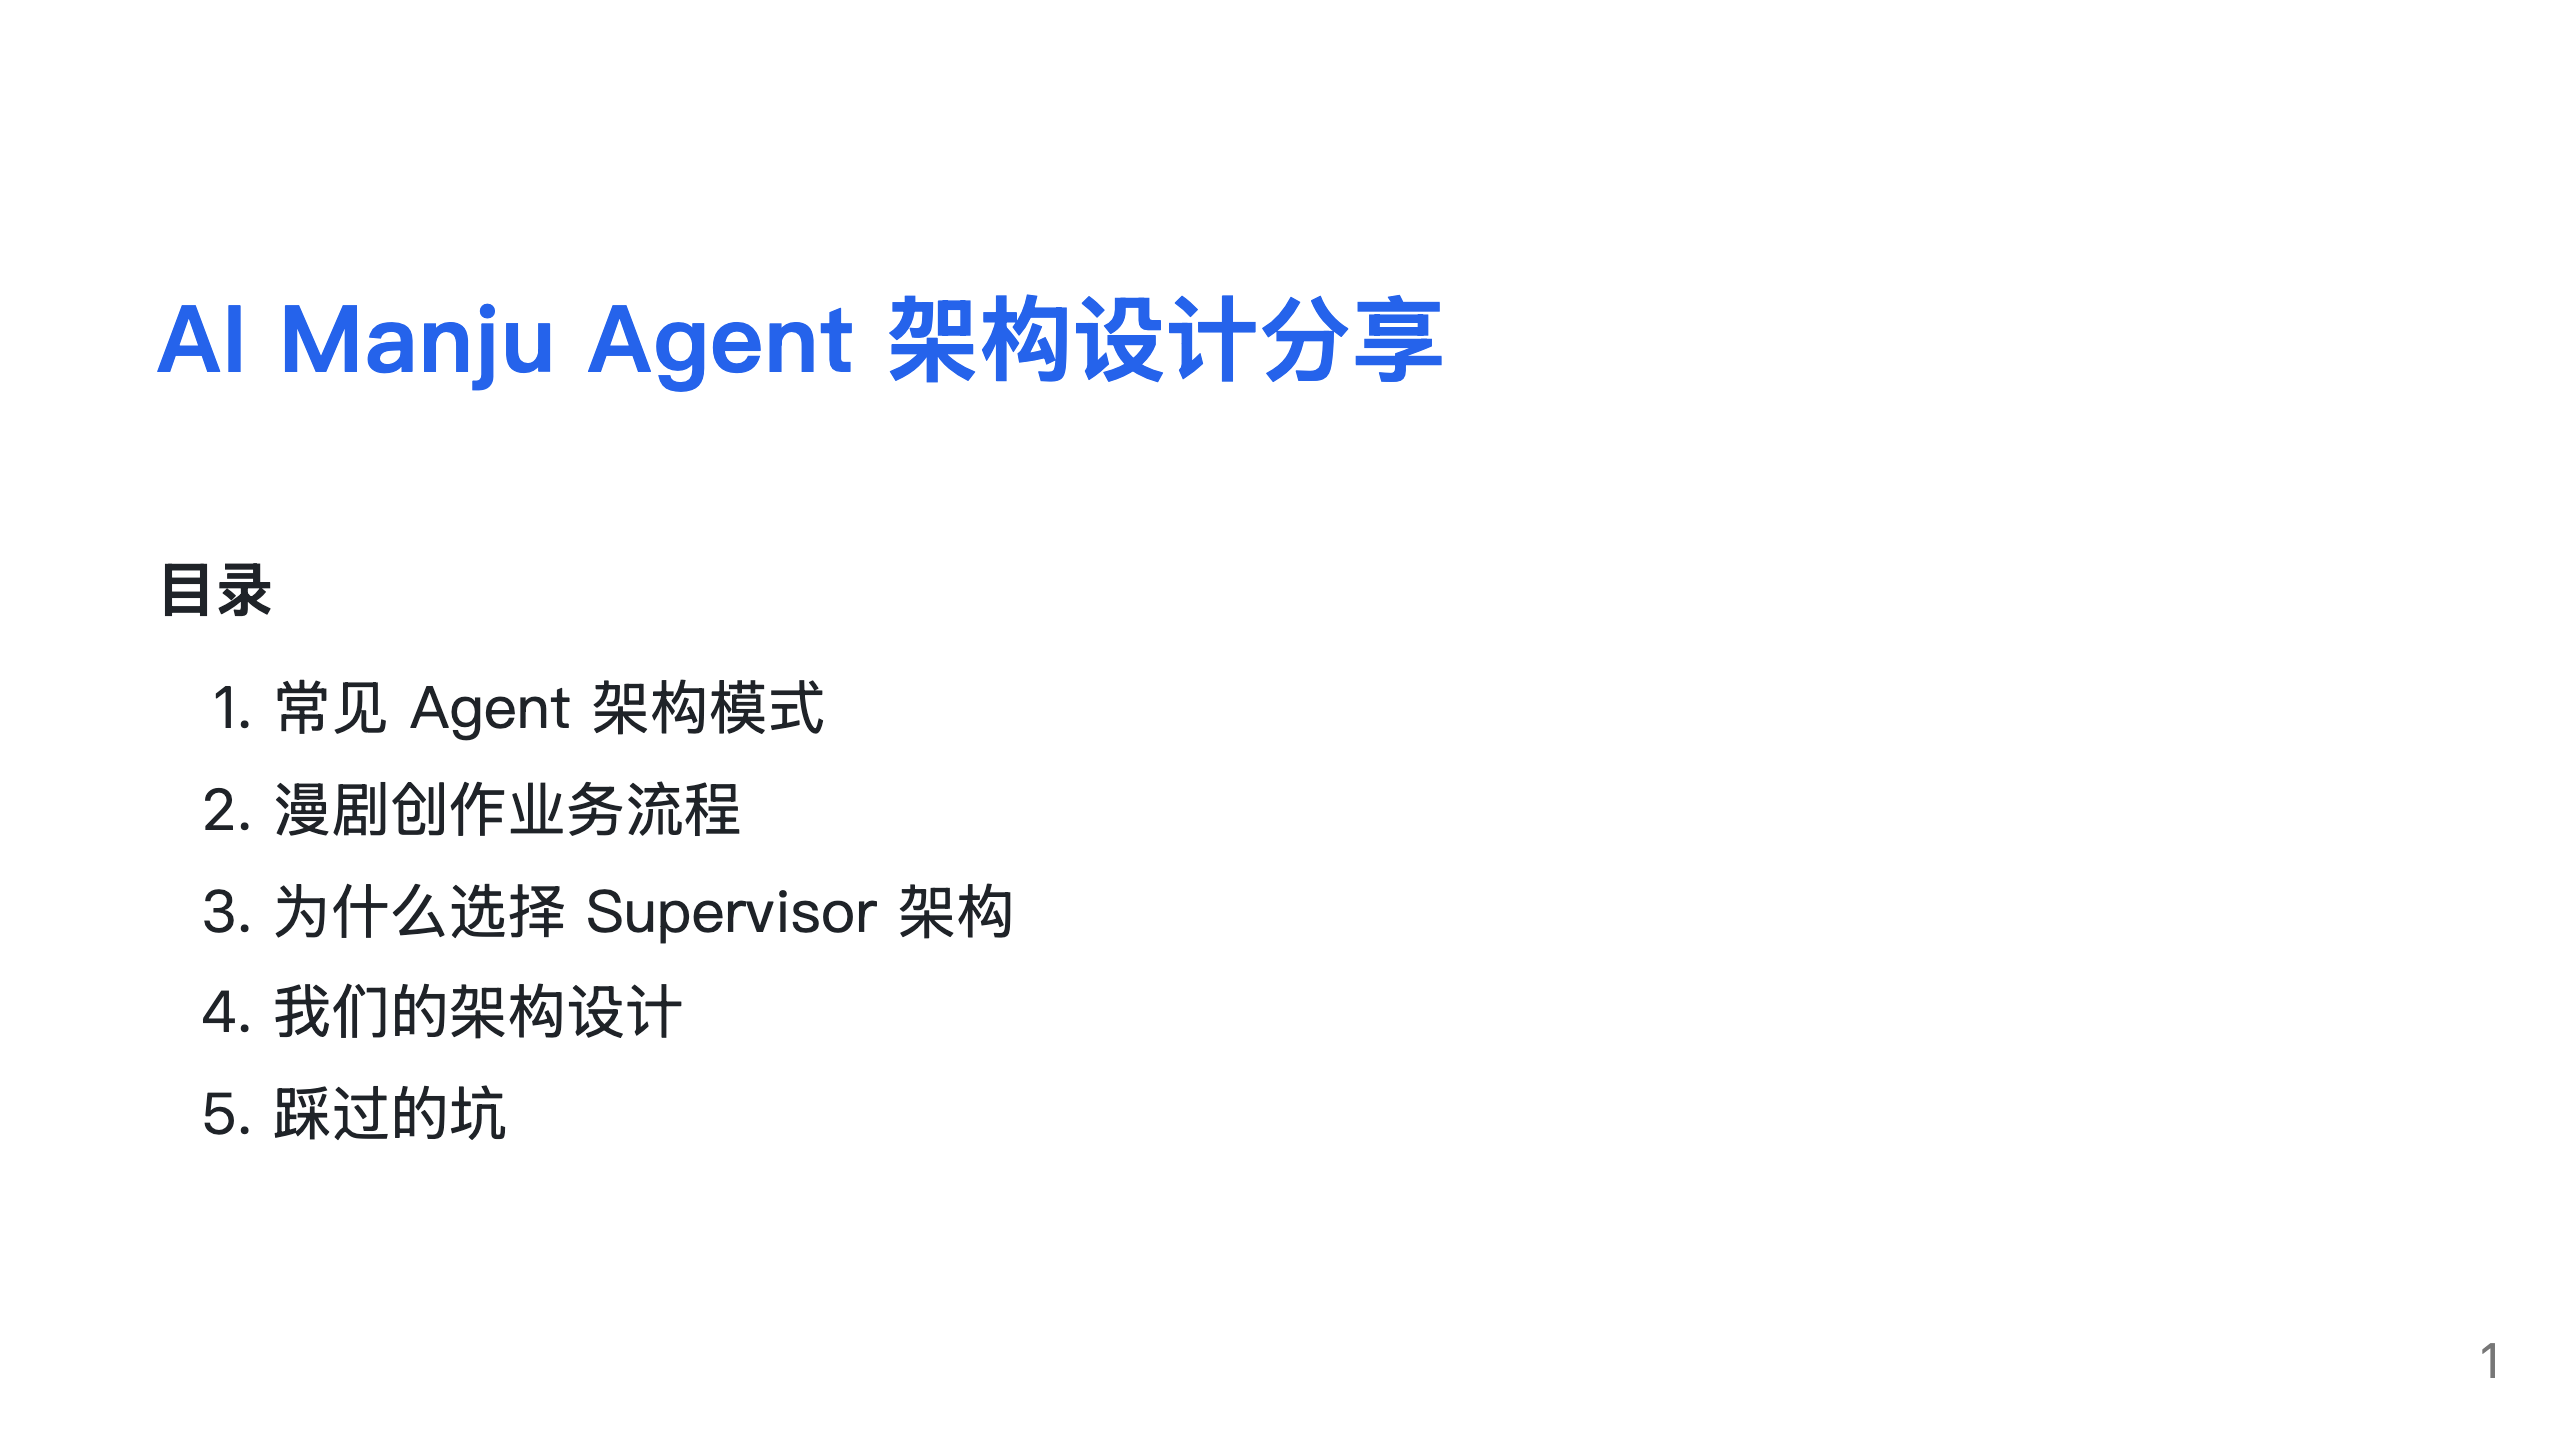 AI Manju Agent 架构设计分享
目录
1. 常见 Agent 架构模式
2. 漫剧创作业务流程
3. 为什么选择 Supervisor 架构
4. 我们的架构设计
5. 踩过的坑
1